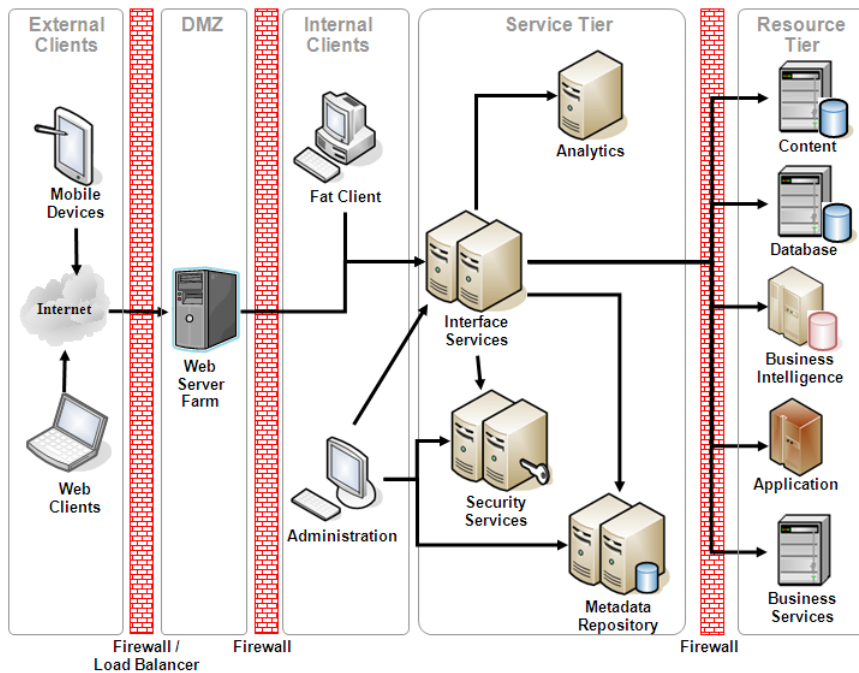 External
Clients
DMZ
Internal
Clients
Service Tier
Resource
Tier
Mobile
Devices
Internet
Web
Clients
Web
Server
Farm
Fat Client
Administration
Analytics
Interface
Services
Security
Services
Metadata
Repository
Content
Database
Business
Intelligence
Application
Business
Services
Firewall /
Load Balancer
Firewall
Firewall